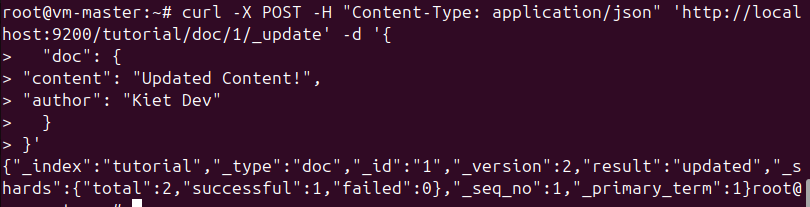 root@vm-master:~# curl -X POST -H "Content-Type: application/json" 'http://local
host:9200/tutorial/doc/1/_update' -d '{
>   "doc": {
> "content": "Updated Content!",
> "author": "Kiet Dev"
>   }
> }'
{"_index":"tutorial","_type":"doc","_id":"1","_version":2,"result":"updated","_s
hards":{"total":2,"successful":1,"failed":0},"_seq_no":1,"_primary_term":1}root@